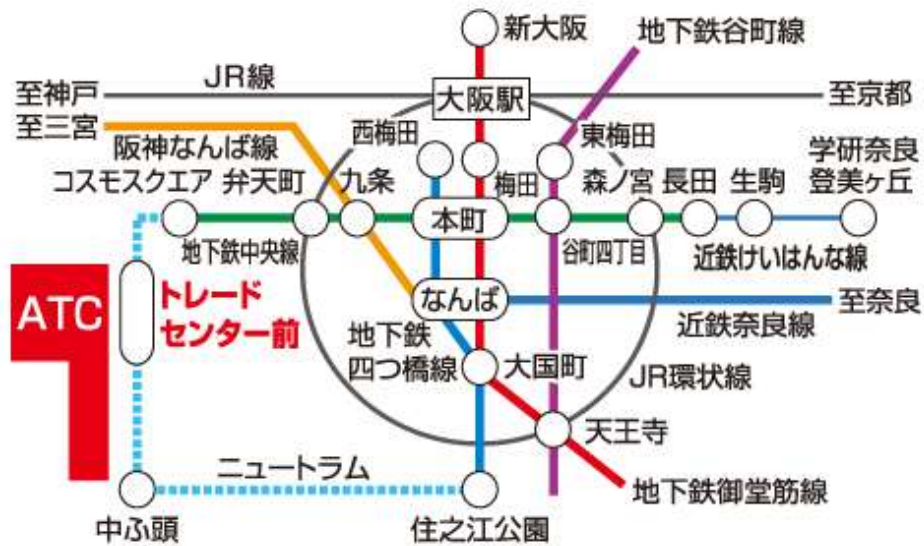 新大阪
地下鉄谷町線
JR線
至神戸
大阪駅
至京都
至三宮
西梅田
東梅田
阪神なんば線
学研奈良
登美ヶ丘
コスモスクエア
弁天町
九条
梅田
森ノ宮
長田
生駒
本町
地下鉄中央線
谷町四丁目
近鉄けいはんな線
ATC
トレード
センター前
なんば
至奈良
近鉄奈良線
地下鉄
四つ橋線
大国町
JR環状線
天王寺
ニュートラム
地下鉄御堂筋線
中ふ頭
住之江公園